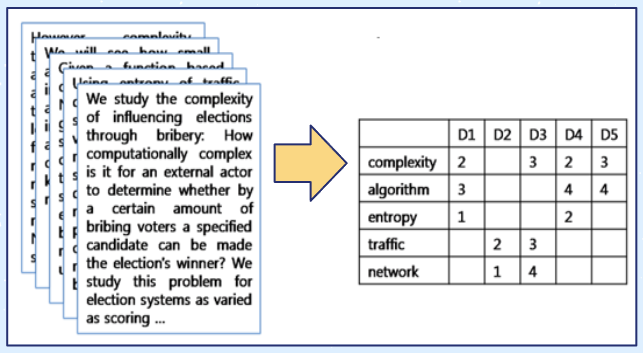 However, complexity
We will see how small
Given a function based
Using entropy of traffic
We study the complexity
of influencing elections
through bribery: How
computationally complex
is it for an external actor
to determine whether by
a certain amount of
bribing voters a specified
candidate can be made
the election's winner? We
study this problem for
election systems as varied
as scoring ...
D1 D2 D3 D4 D5
complexity 2 3 2 3
algorithm 3 4 4
entropy 1 2
traffic 2 3
network 1 4